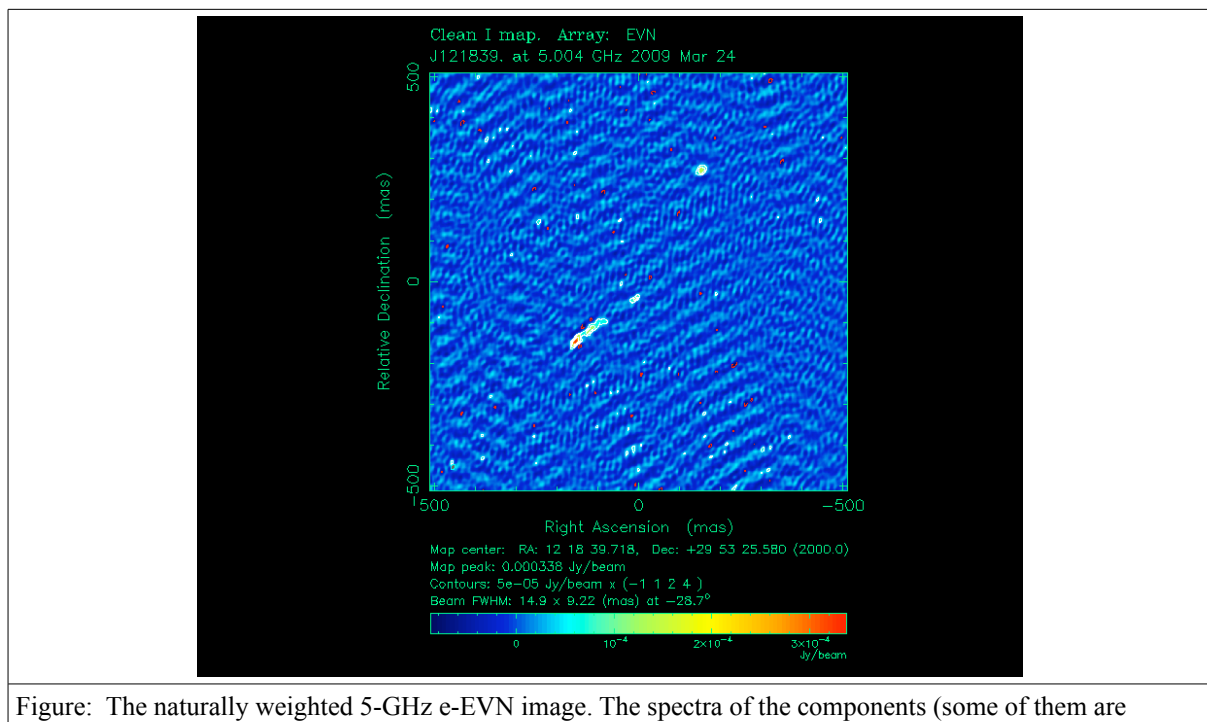 Clean I map. Array: EVN
J121839. at 5.004 GHz 2009 Mar 24
500
0
-500
Relative Declination (mas)
500 0 -500
Right Ascension (mas)
Map center: RA: 12 18 39.718, Dec: +29 53 25.580 (2000.0)
Map peak: 0.000338 Jy/beam
Contours: 5e-05 Jy/beam x (-1 1 2 4 )
Beam FWHM: 14.9 x 9.22 (mas) at -28.7°
0 10⁻⁴ 2×10⁻⁴ 3×10⁻⁴
Jy/beam
Figure: The naturally weighted 5-GHz e-EVN image. The spectra of the components (some of them are